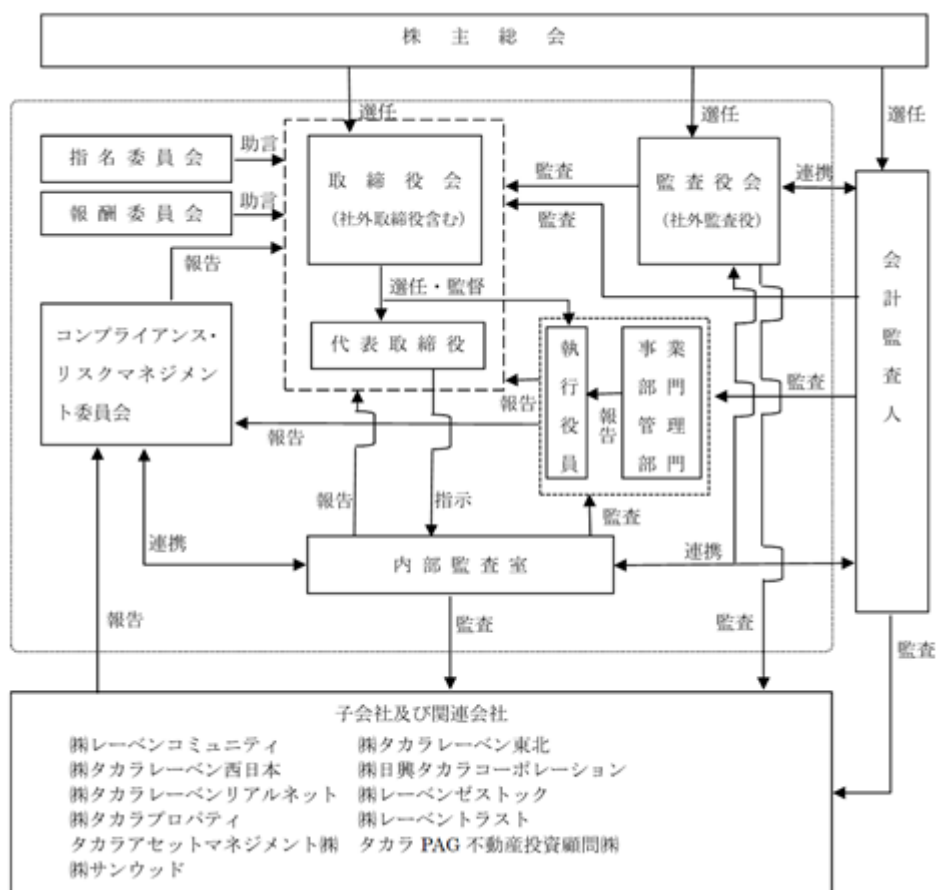 株主総会
選任
選任
選任
指名委員会
助言
報酬委員会
助言
取締役会
(社外取締役含む)
監査
監査
監査役会
(社外監査役)
連携
会計監査人
報告
選任・監督
コンプライアンス・
リスクマネジメン
ト委員会
代表取締役
執行役員
報告
事業部門管理部門
監査
報告
報告
報告
指示
監査
連携
内部監査室
連携
報告
監査
監査
監査
子会社及び関連会社
㈱レーベンコミュニティ ㈱タカラレーベン東北
㈱タカラレーベン西日本 ㈱日興タカラコーポレーション
㈱タカラレーベンリアルネット ㈱レーベンゼストック
㈱タカラプロパティ ㈱レーベントラスト
タカラアセットマネジメント㈱ タカラ PAG 不動産投資顧問㈱
㈱サンウッド